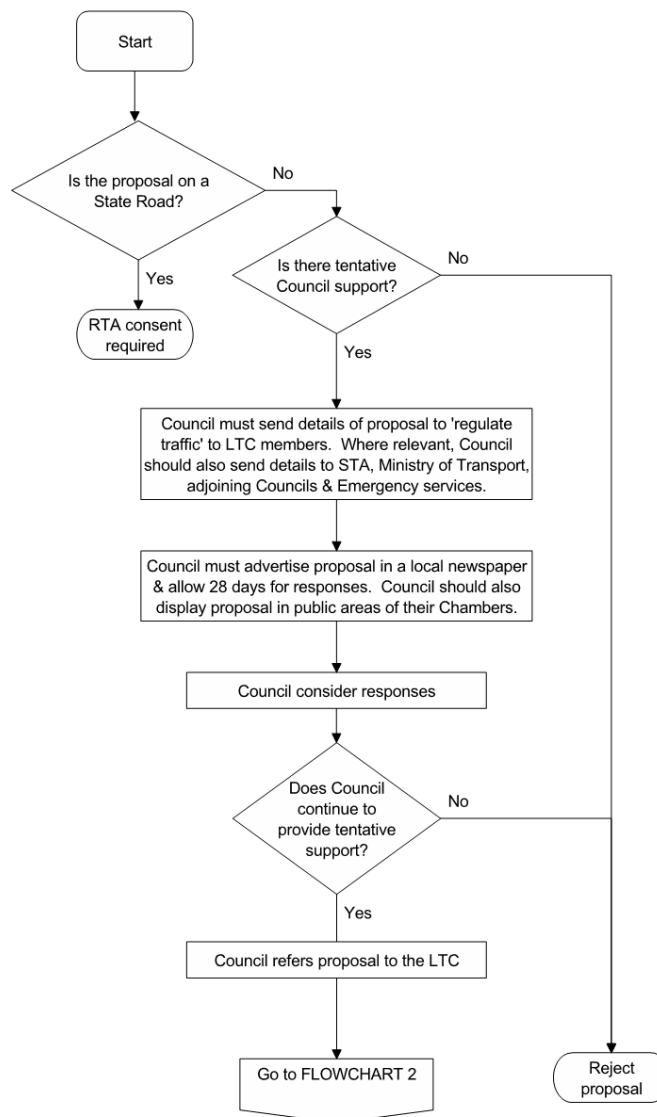 Start
Is the proposal on a
State Road?
No
Yes
RTA consent
required
Is there tentative
Council support?
No
Yes
Council must send details of proposal to 'regulate
traffic' to LTC members.  Where relevant, Council
should also send details to STA, Ministry of Transport,
adjoining Councils & Emergency services.
Council must advertise proposal in a local newspaper
& allow 28 days for responses.  Council should also
display proposal in public areas of their Chambers.
Council consider responses
Does Council
continue to
provide tentative
support?
No
Yes
Council refers proposal to the LTC
Go to FLOWCHART 2
Reject
proposal